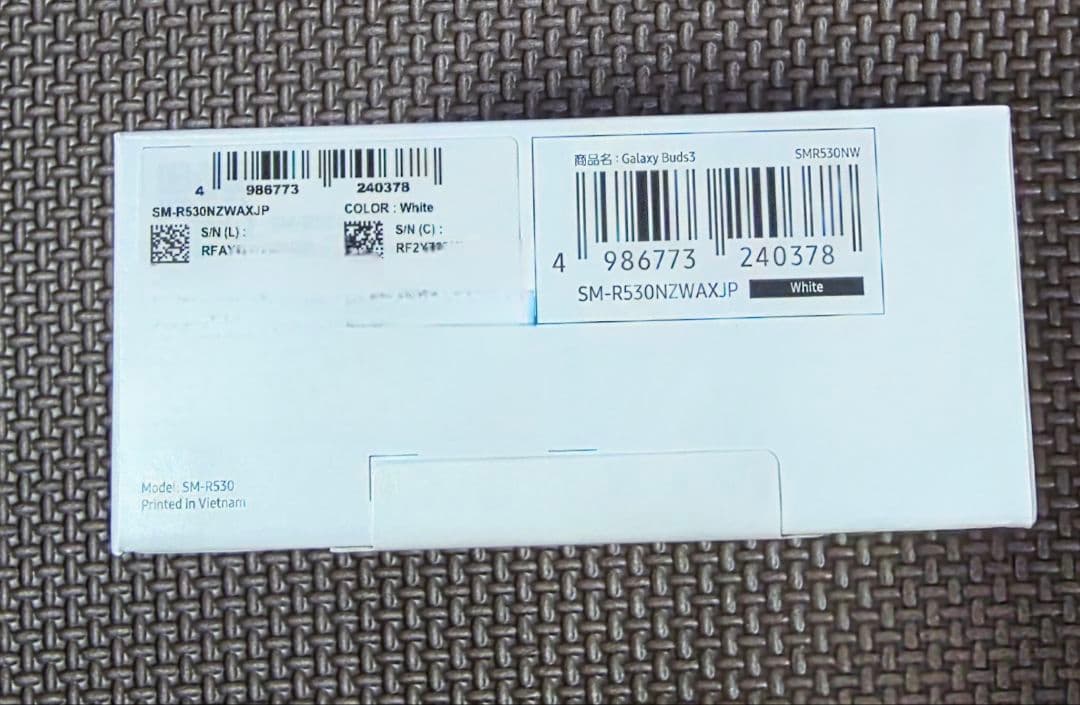 4 986773 240378
SM-R530NZWAXJP
COLOR : White
S/N (L) :
S/N (C) :
商品名 : Galaxy Buds3
SMR530NW
4 986773 240378
SM-R530NZWAXJP
White
Model: SM-R530
Printed in Vietnam